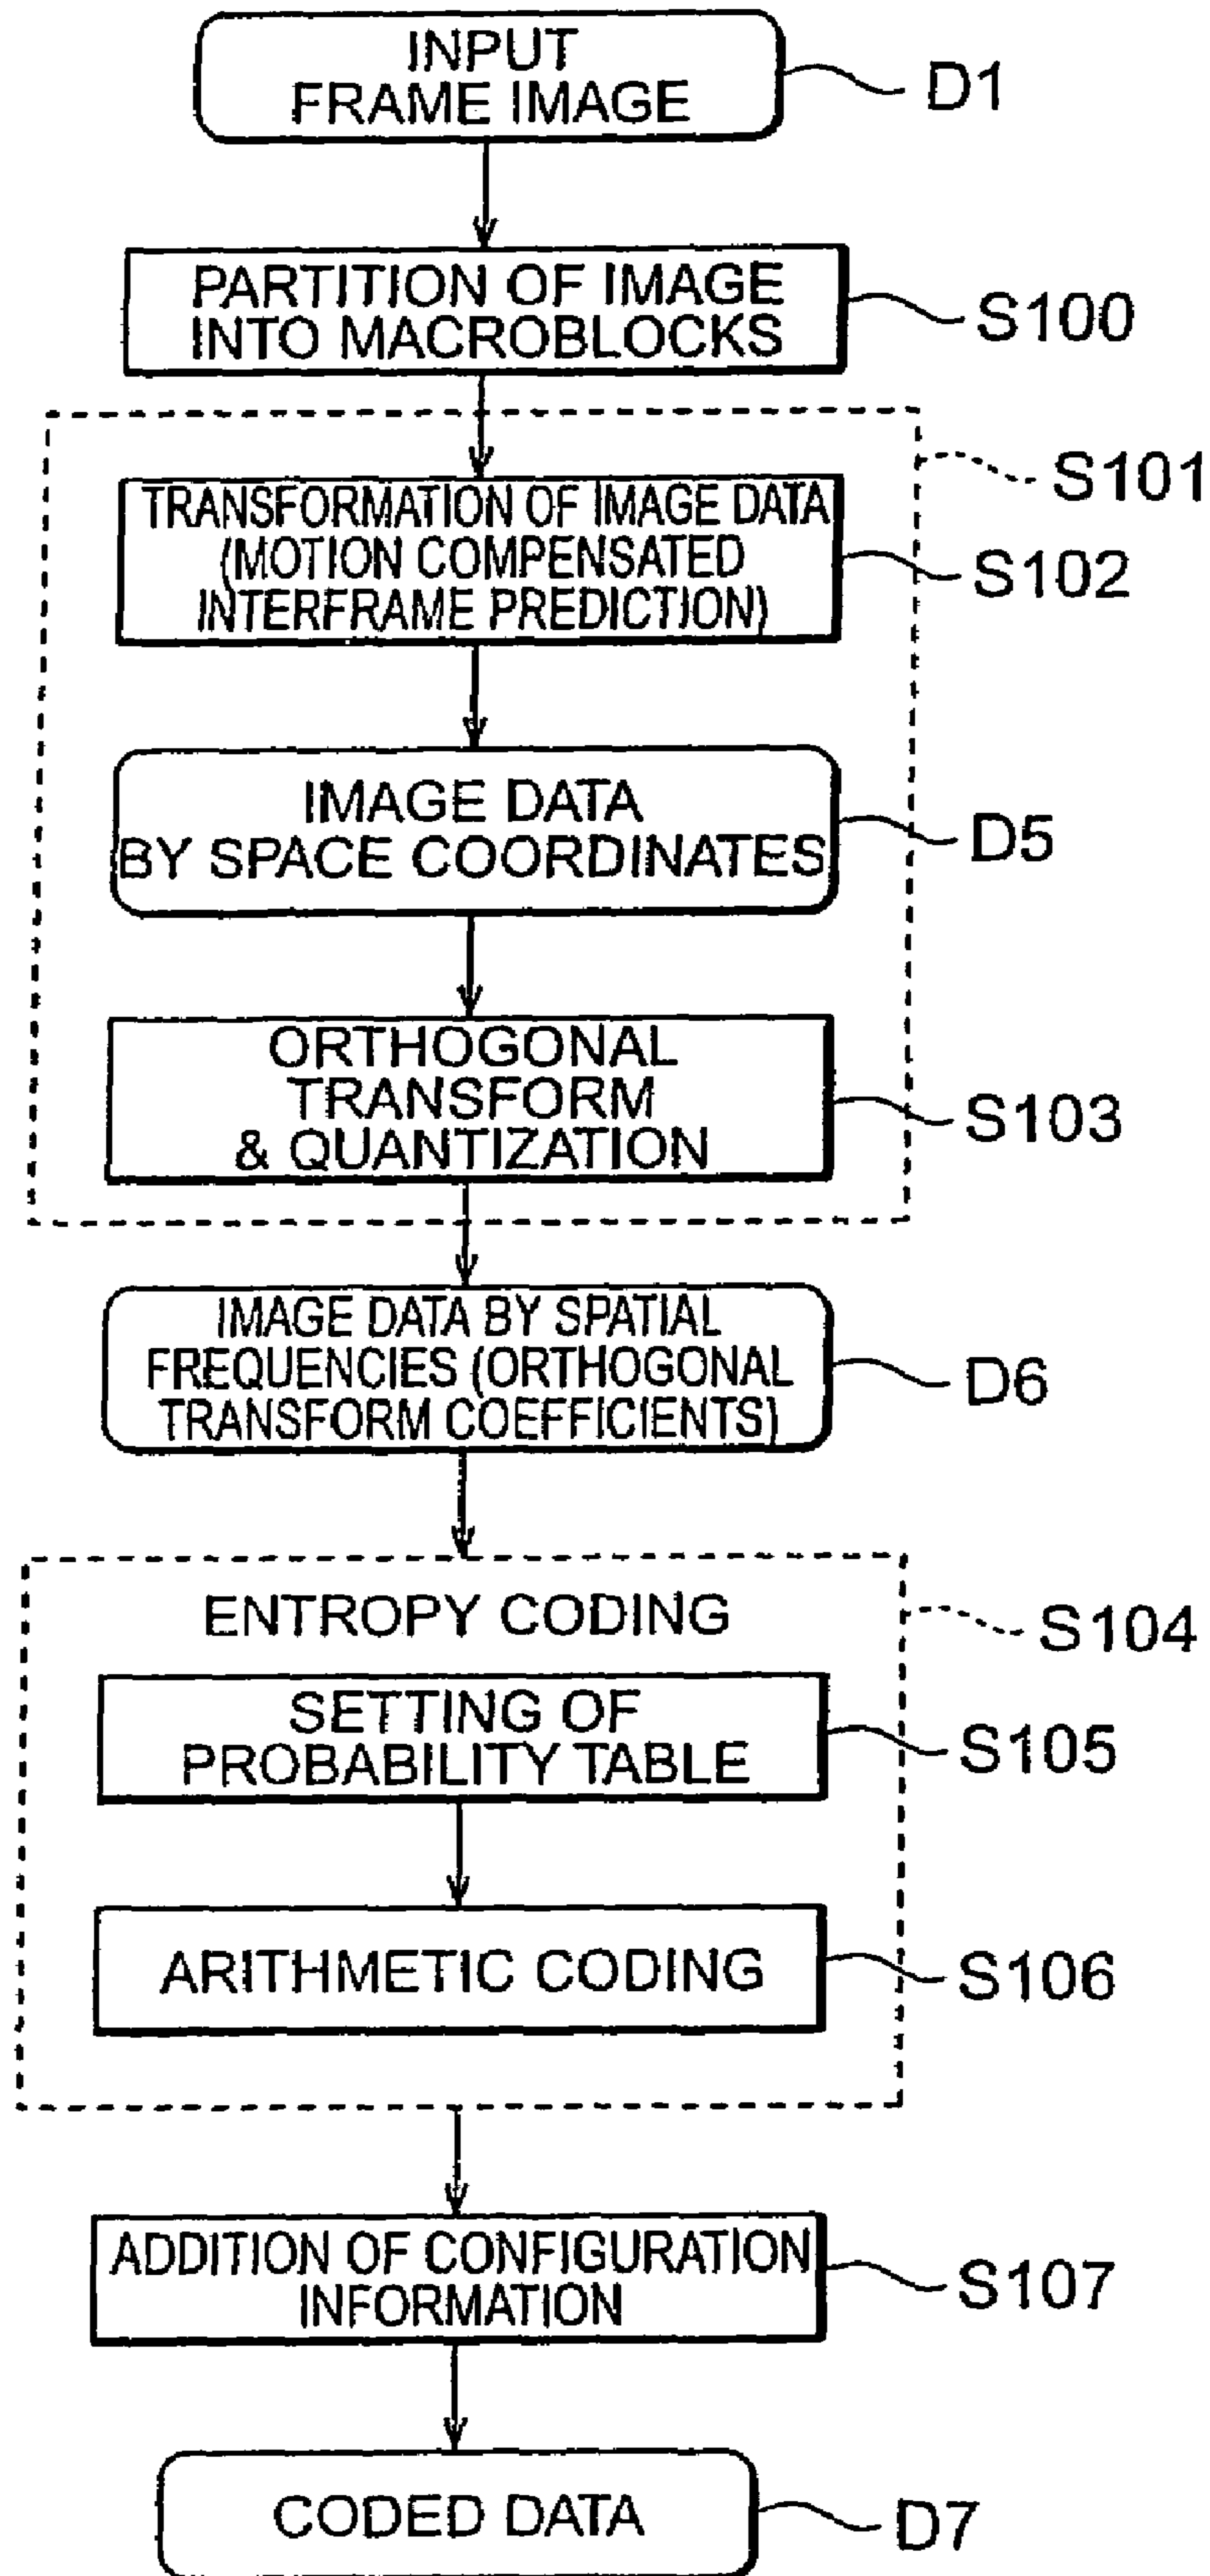 INPUT
FRAME IMAGE
D1
PARTITION OF IMAGE
INTO MACROBLOCKS
S100
S101
TRANSFORMATION OF IMAGE DATA
(MOTION COMPENSATED
INTERFRAME PREDICTION)
S102
IMAGE DATA
BY SPACE COORDINATES
D5
ORTHOGONAL
TRANSFORM
& QUANTIZATION
S103
IMAGE DATA BY SPATIAL
FREQUENCIES (ORTHOGONAL
TRANSFORM COEFFICIENTS)
D6
ENTROPY CODING
S104
SETTING OF
PROBABILITY TABLE
S105
ARITHMETIC CODING
S106
ADDITION OF CONFIGURATION
INFORMATION
S107
CODED DATA
D7